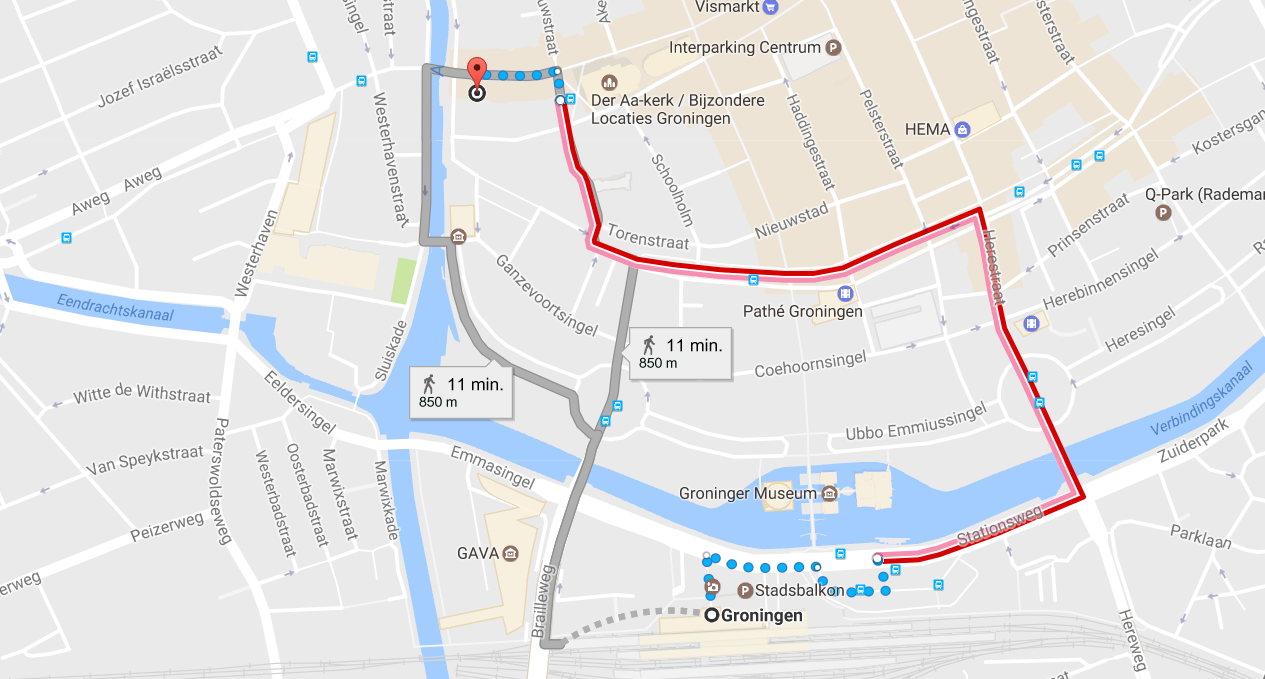 Vismarkt
Interparking Centrum
P
Jozef Israëlsstraat
Der Aa-kerk / Bijzondere
Locaties Groningen
Westerhavenstraat
Haddingestraat
Pelsterstraat
HEMA
Aweg
Aweg
Schoolholm
Q-Park (Rademar
P
Prinsenstraat
Nieuwstad
Torenstraat
Westerhaven
Herestraat
Herebinnensingel
Ganzevoortsingel
Pathé Groningen
Eendrachtskanaal
Heresingel
Sluiskade
11 min.
850 m
Coehoornsingel
11 min.
850 m
Witte de Withstraat
Eeldersingel
Ubbo Emmiussingel
Verbindingskanaal
Zuiderpark
Van Speykstraat
Paterswoldseweg
Westerbadstraat
Oosterbadstraat
Marwixstraat
Marwixkade
Emmasingel
Groninger Museum
Peizerweg
Stationsweg
Parklaan
GAVA
Brailleweg
P
Stadsbalkon
Groningen
Hereweg